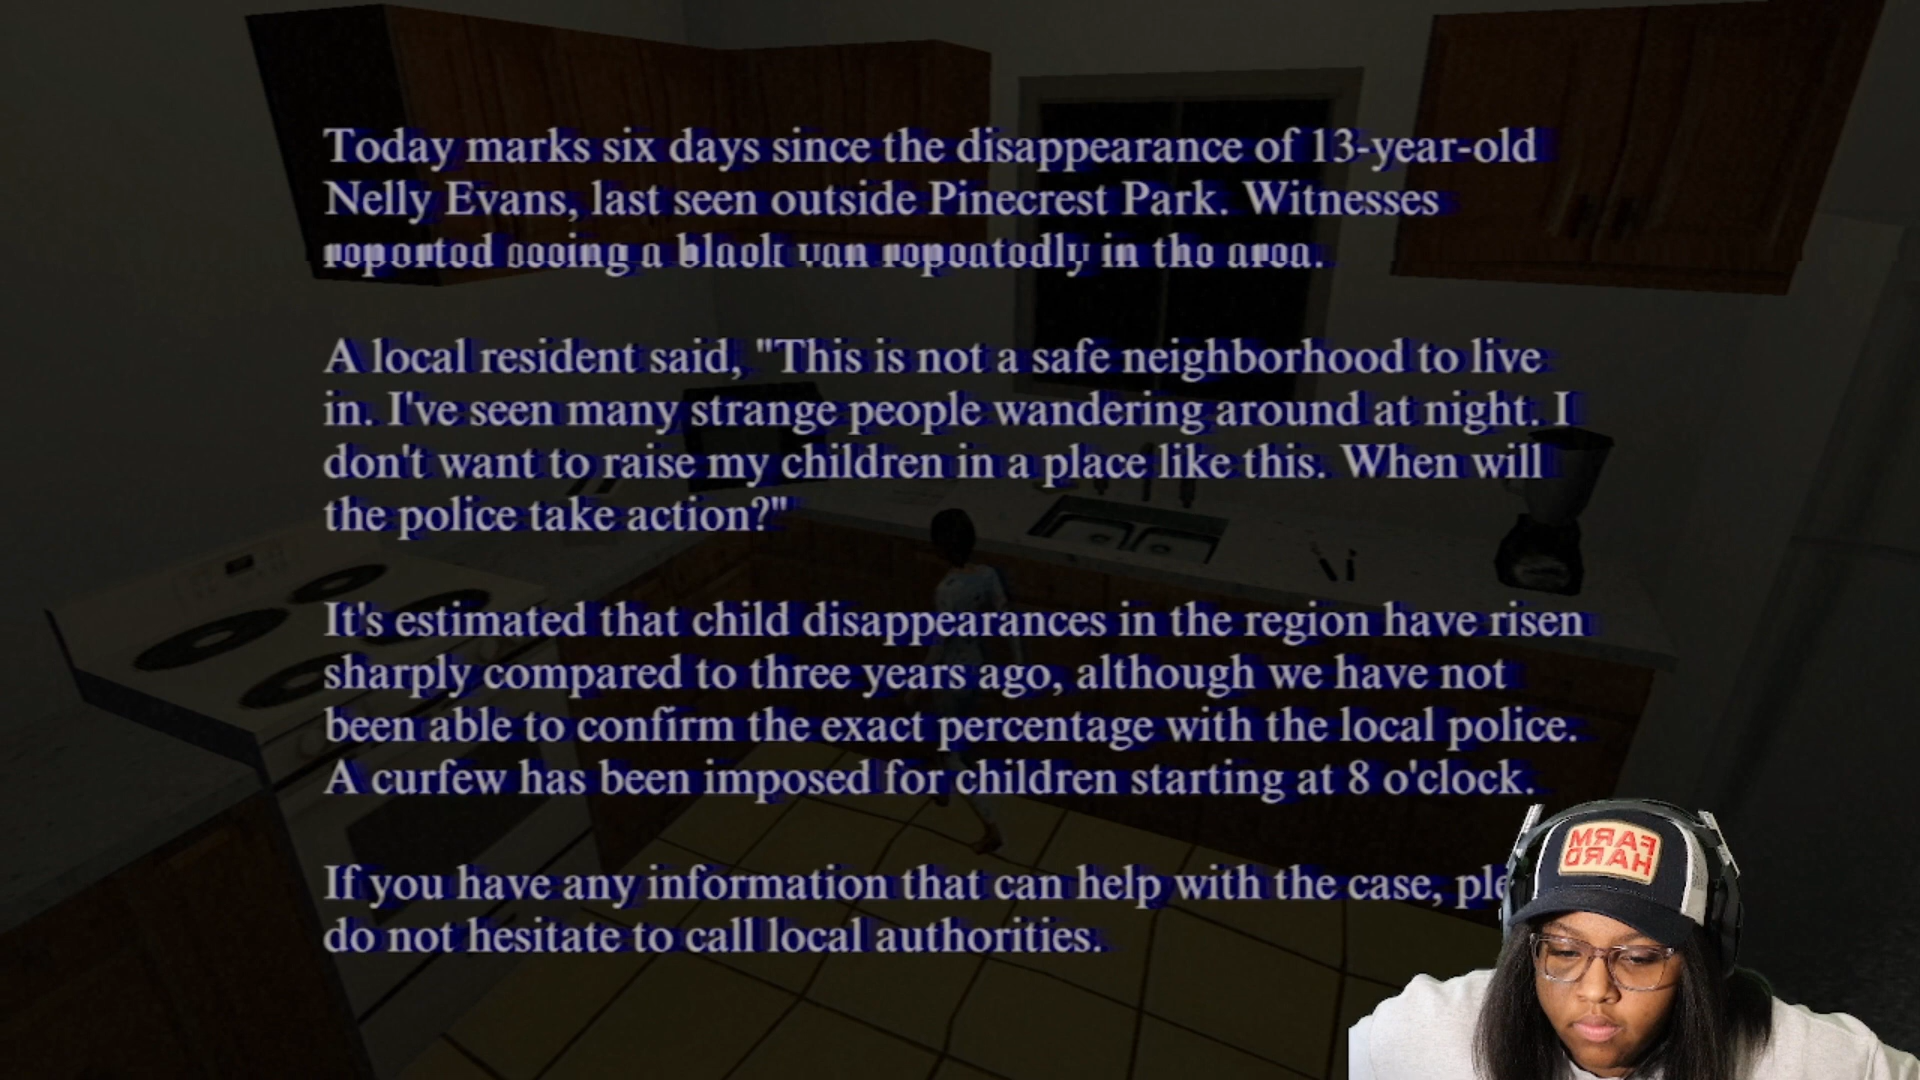 Today marks six days since the disappearance of 13-year-old
Nelly Evans, last seen outside Pinecrest Park. Witnesses
reported seeing a black van repeatedly in the area.
A local resident said, "This is not a safe neighborhood to live
in. I've seen many strange people wandering around at night. I
don't want to raise my children in a place like this. When will
the police take action?"
It's estimated that child disappearances in the region have risen
sharply compared to three years ago, although we have not
been able to confirm the exact percentage with the local police.
A curfew has been imposed for children starting at 8 o'clock.
If you have any information that can help with the case, ple
do not hesitate to call local authorities.
FARM
HARD